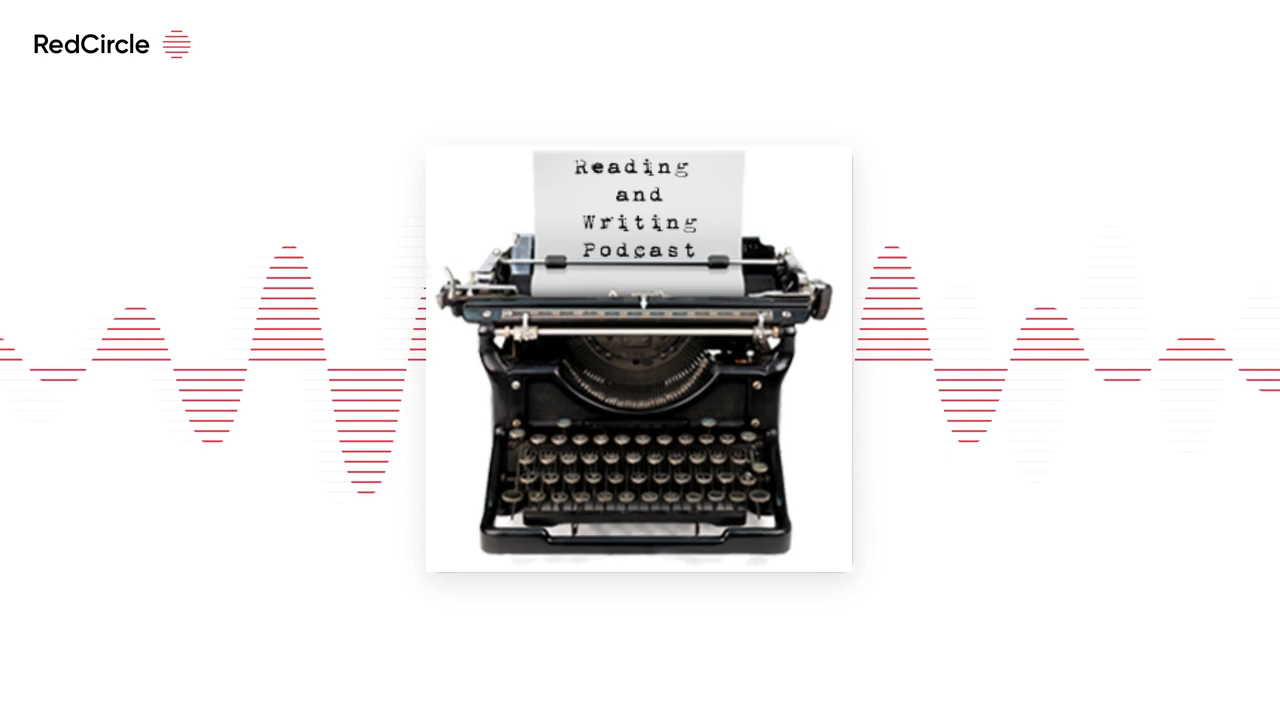 RedCircle
Reading
and
Writing
Podcast